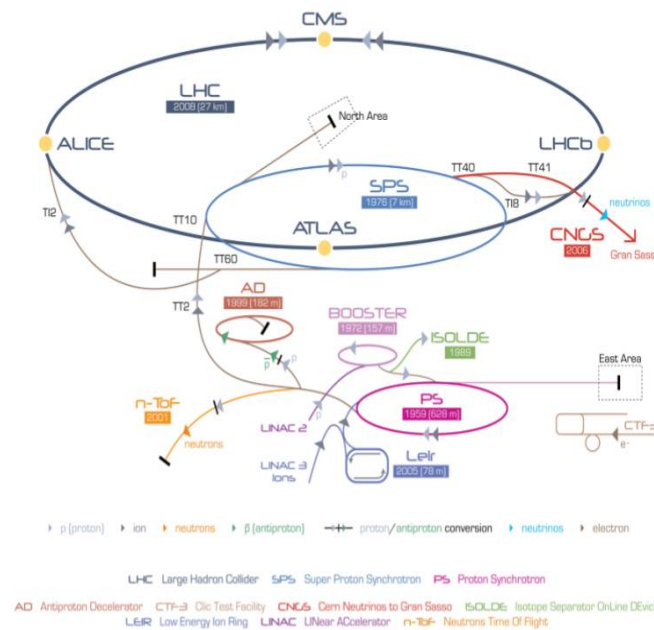 CMS
LHC
2008 (27 km)
North Area
ALICE
LHCb
TT40
TT41
SPS
1976 (7 km)
TI8
neutrinos
TI2
TT10
ATLAS
CNGS
2006
Gran Sasso
TT60
AD
1999 (182 m)
TT2
BOOSTER
1972 (157 m)
ISOLDE
1989
p
p
p̅
East Area
n-ToF
2001
PS
1959 (628 m)
LINAC 2
p
neutrons
CTF-3
e-
LINAC 3
Ions
Leir
2005 (78 m)
p (proton) ion neutrons p̅ (antiproton) proton/antiproton conversion neutrinos electron
LHC Large Hadron Collider SPS Super Proton Synchrotron PS Proton Synchrotron
AD Antiproton Decelerator CTF-3 Clic Test Facility CNGS Cern Neutrinos to Gran Sasso ISOLDE Isotope Separator OnLine DEvice
LEIR Low Energy Ion Ring LINAC LINear ACcelerator n-ToF Neutrons Time Of Flight